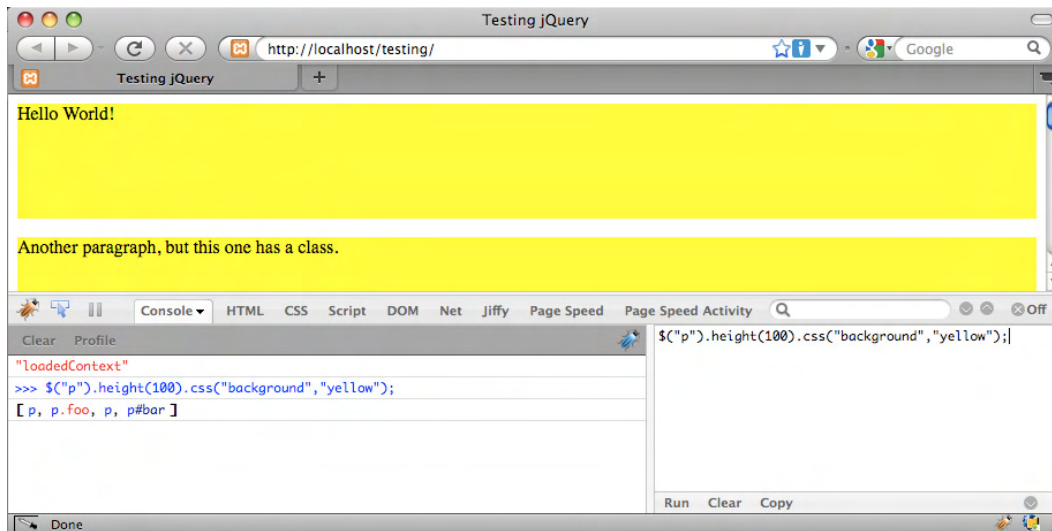 Testing jQuery
http://localhost/testing/
Google
Testing jQuery +
Hello World!
Another paragraph, but this one has a class.
Console HTML CSS Script DOM Net Jiffy Page Speed Page Speed Activity Off
Clear Profile
"loadedContext"
>>> $("p").height(100).css("background","yellow");
[ p, p.foo, p, p#bar ]
$("p").height(100).css("background","yellow");
Run Clear Copy
Done